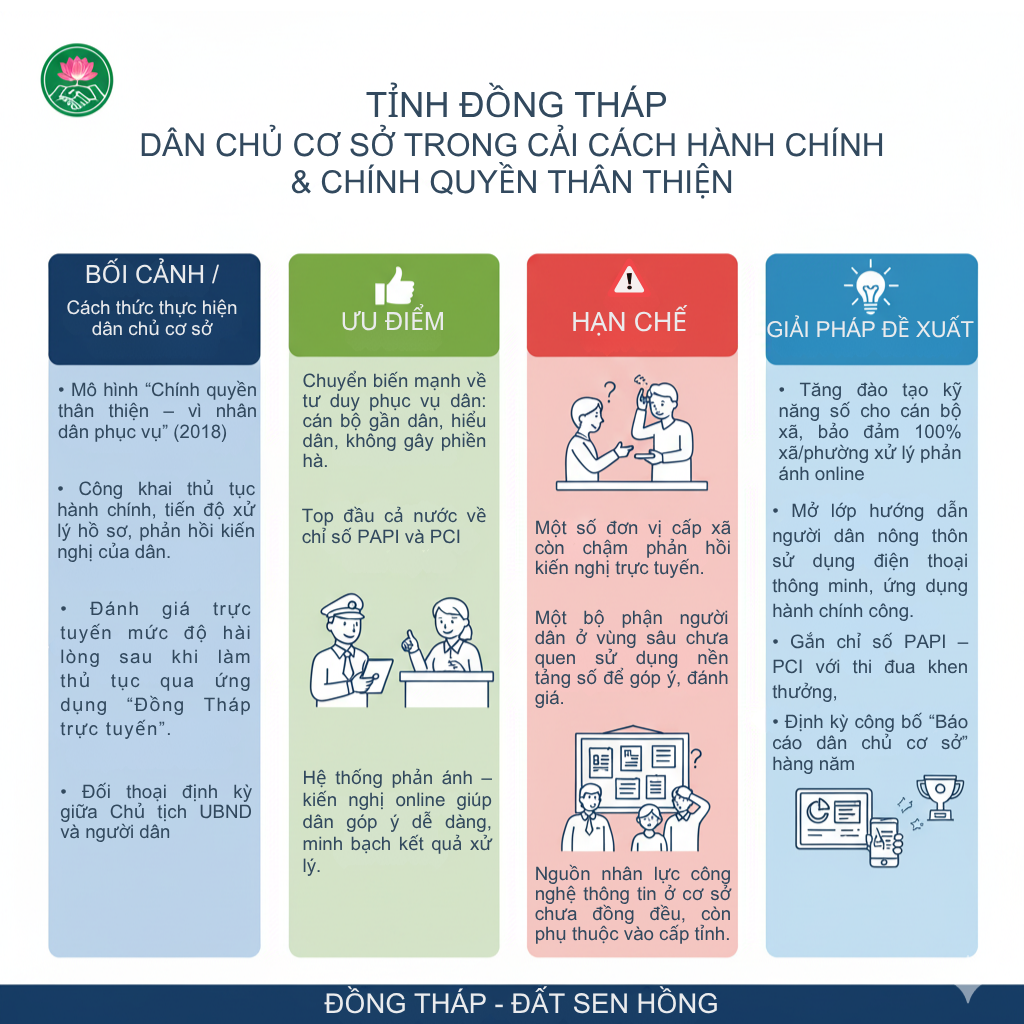 TỈNH ĐỒNG THÁP
DÂN CHỦ CƠ SỞ TRONG CẢI CÁCH HÀNH CHÍNH
& CHÍNH QUYỀN THÂN THIỆN
BỐI CẢNH /
Cách thức thực hiện
dân chủ cơ sở
• Mô hình “Chính quyền
thân thiện – vì nhân
dân phục vụ” (2018)
• Công khai thủ tục
hành chính, tiến độ xử
lý hồ sơ, phản hồi kiến
nghị của dân.
• Đánh giá trực
tuyến mức độ hài
lòng sau khi làm
thủ tục qua ứng
dụng “Đồng Tháp
trực tuyến”.
• Đối thoại định kỳ
giữa Chủ tịch UBND
và người dân
ƯU ĐIỂM
Chuyển biến mạnh về
tư duy phục vụ dân:
cán bộ gần dân, hiểu
dân, không gây phiền
hà.
Top đầu cả nước về
chỉ số PAPI và PCI
Hệ thống phản ánh –
kiến nghị online giúp
dân góp ý dễ dàng,
minh bạch kết quả xử
lý.
HẠN CHẾ
?
Một số đơn vị cấp xã
còn chậm phản hồi
kiến nghị trực tuyến.
Một bộ phận người
dân ở vùng sâu chưa
quen sử dụng nền
tảng số để góp ý, đánh
giá.
?
Nguồn nhân lực công
nghệ thông tin ở cơ sở
chưa đồng đều, còn
phụ thuộc vào cấp tỉnh.
GIẢI PHÁP ĐỀ XUẤT
• Tăng đào tạo kỹ
năng số cho cán bộ
xã, bảo đảm 100%
xã/phường xử lý phản
ánh online
• Mở lớp hướng dẫn
người dân nông thôn
sử dụng điện thoại
thông minh, ứng dụng
hành chính công.
• Gắn chỉ số PAPI –
PCI với thi đua khen
thưởng,
• Định kỳ công bố “Báo
cáo dân chủ cơ sở”
hàng năm
ĐỒNG THÁP - ĐẤT SEN HỒNG